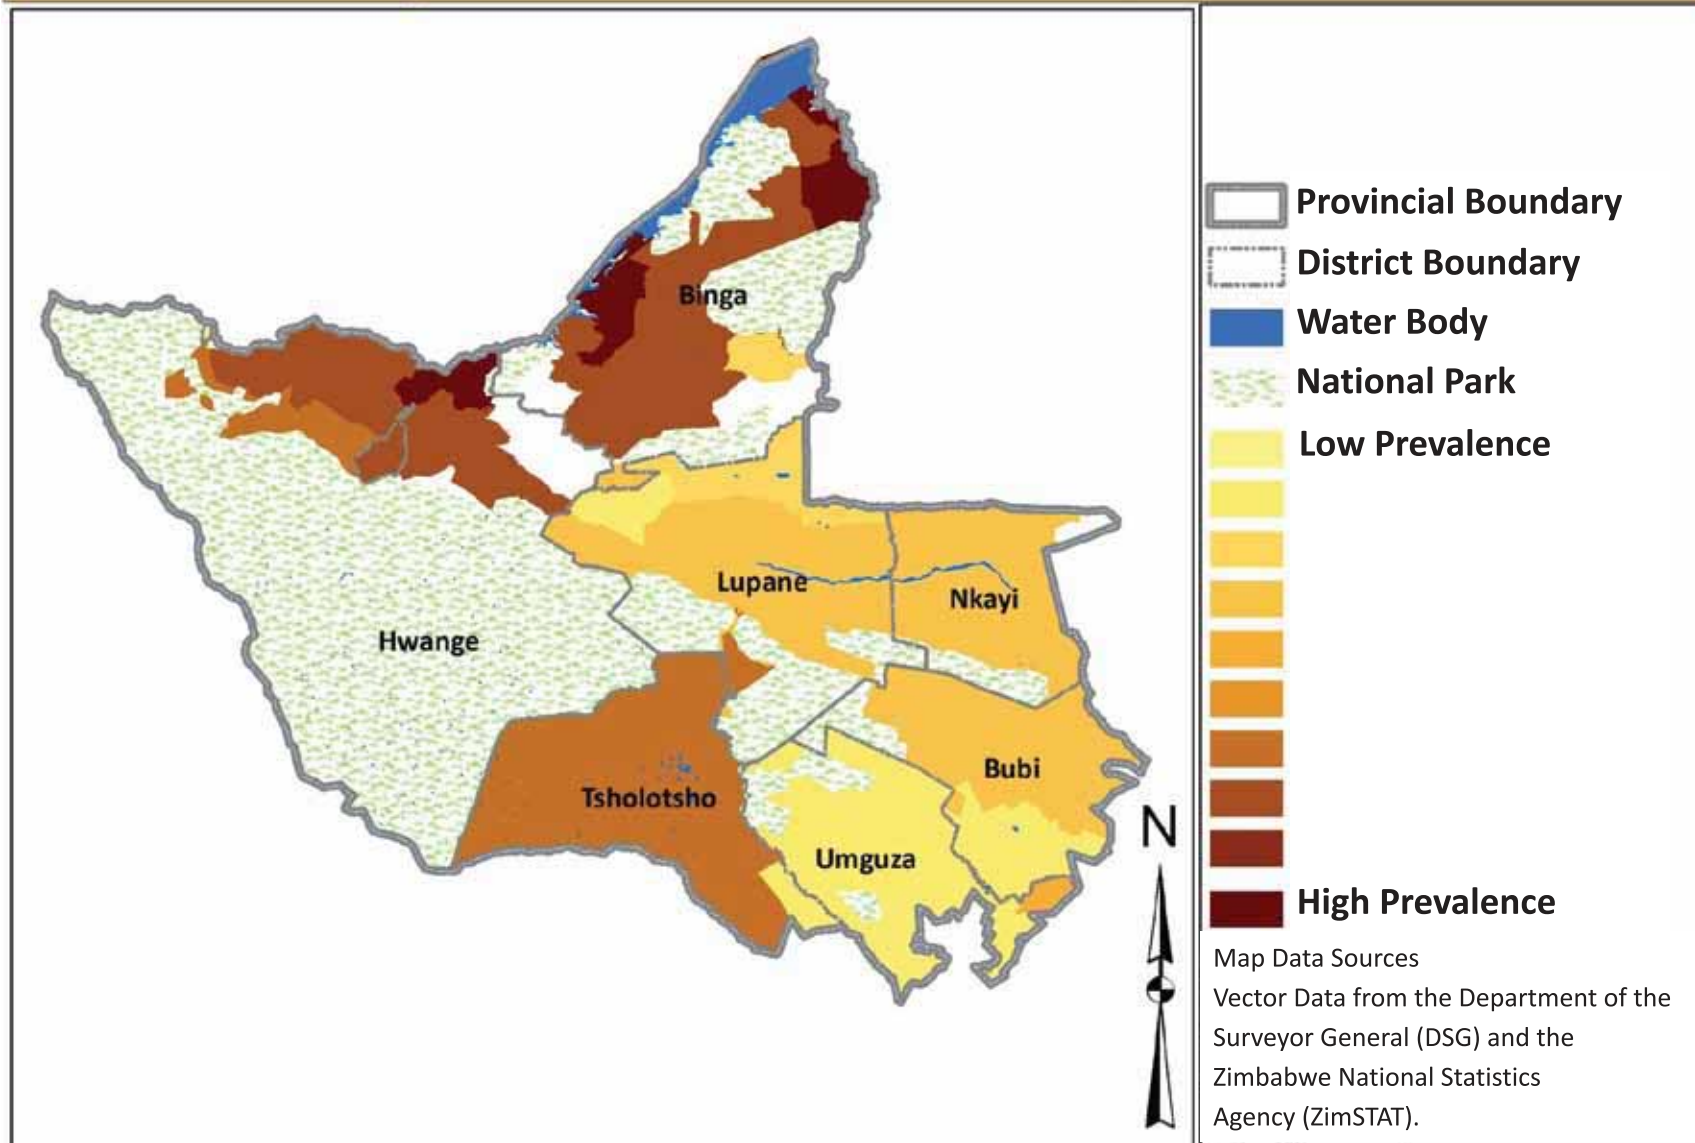 Binga
Lupane
Nkayi
Hwange
Bubi
Tsholotsho
Umguza
N
Provincial Boundary
District Boundary
Water Body
National Park
Low Prevalence
High Prevalence
Map Data Sources
Vector Data from the Department of the
Surveyor General (DSG) and the
Zimbabwe National Statistics
Agency (ZimSTAT).